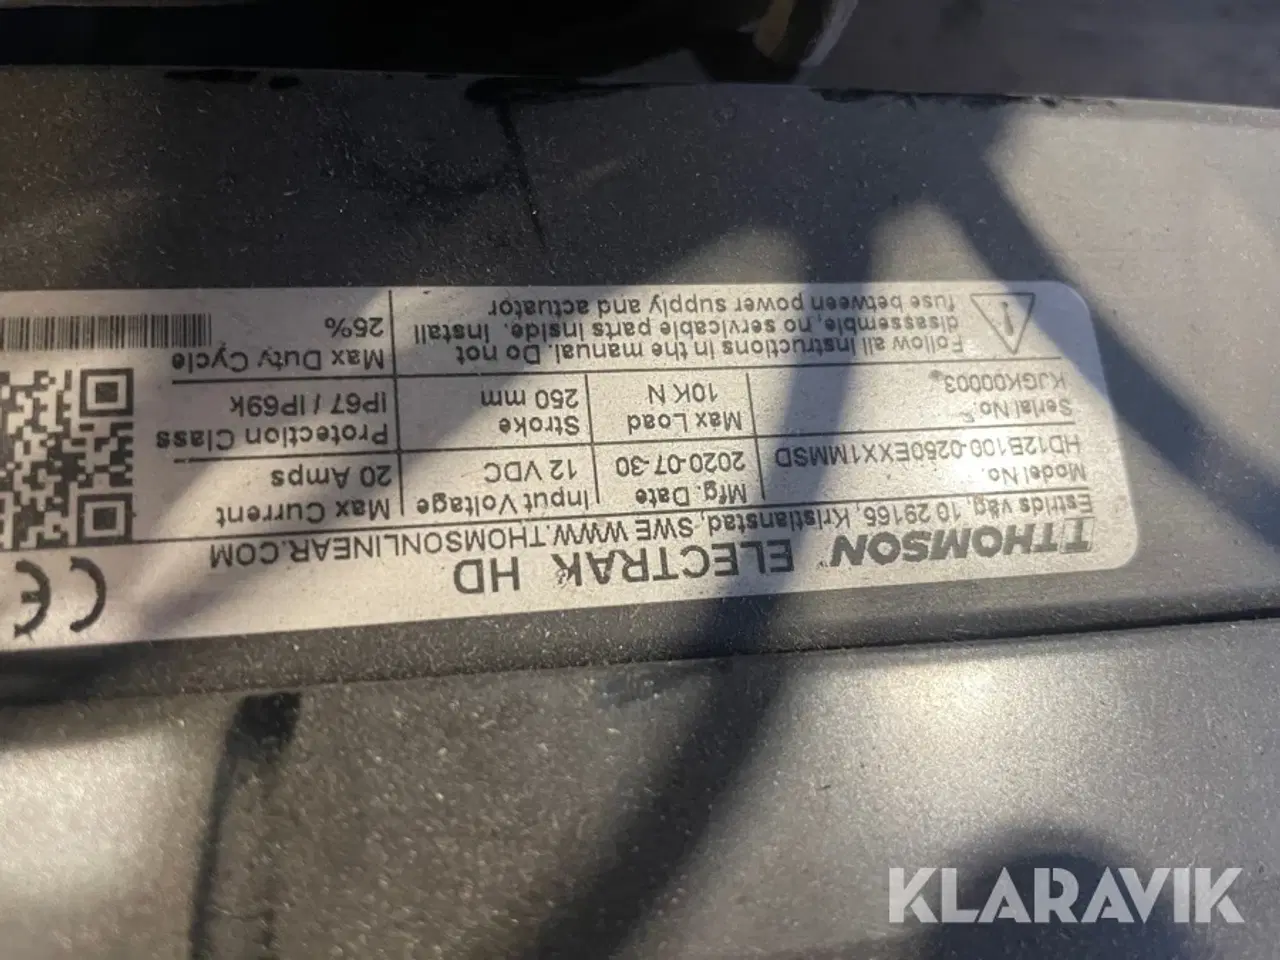 THOMSON ELECTRAK HD
Estrids väg, 10 29165, Kristianstad, SWE WWW.THOMSONLINEAR.COM
Model No.
HD12B100-0250EXX1MMSD
Mfg. Date
2020-07-30
Input Voltage
12 VDC
Max Current
20 Amps
Serial No.
KJGK00003
Max Load
10K N
Stroke
250 mm
Protection Class
IP67 / IP69K
Follow all instructions in the manual. Do not
disassemble, no servicable parts inside. Install
fuse between power supply and actuator
Max Duty Cycle
25%
CE
KLARAVIK